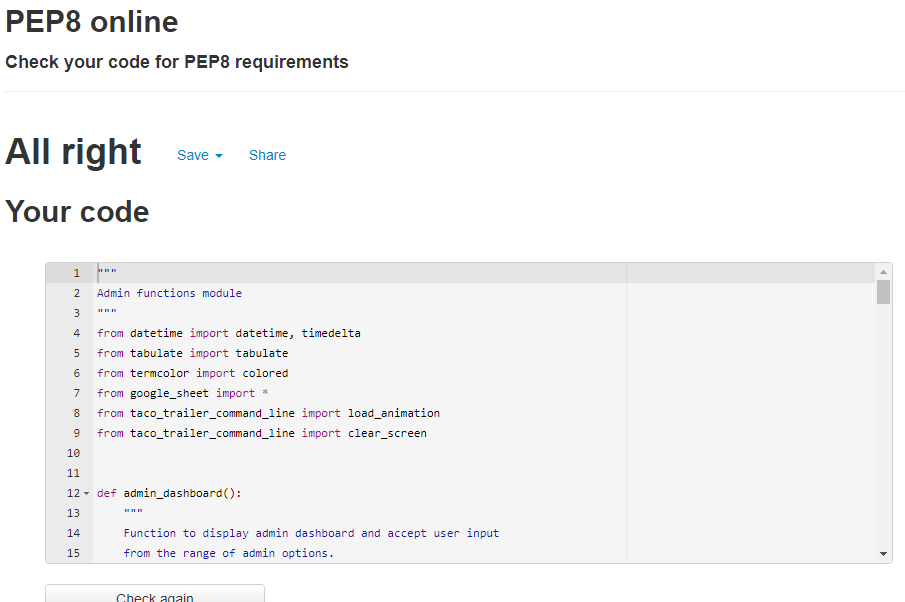 PEP8 online
Check your code for PEP8 requirements
All right Save Share
Your code
1 """
2 Admin functions module
3 """
4 from datetime import datetime, timedelta
5 from tabulate import tabulate
6 from termcolor import colored
7 from google_sheet import *
8 from taco_trailer_command_line import load_animation
9 from taco_trailer_command_line import clear_screen
10
11
12 def admin_dashboard():
13     """
14     Function to display admin dashboard and accept user input
15     from the range of admin options.
Check again